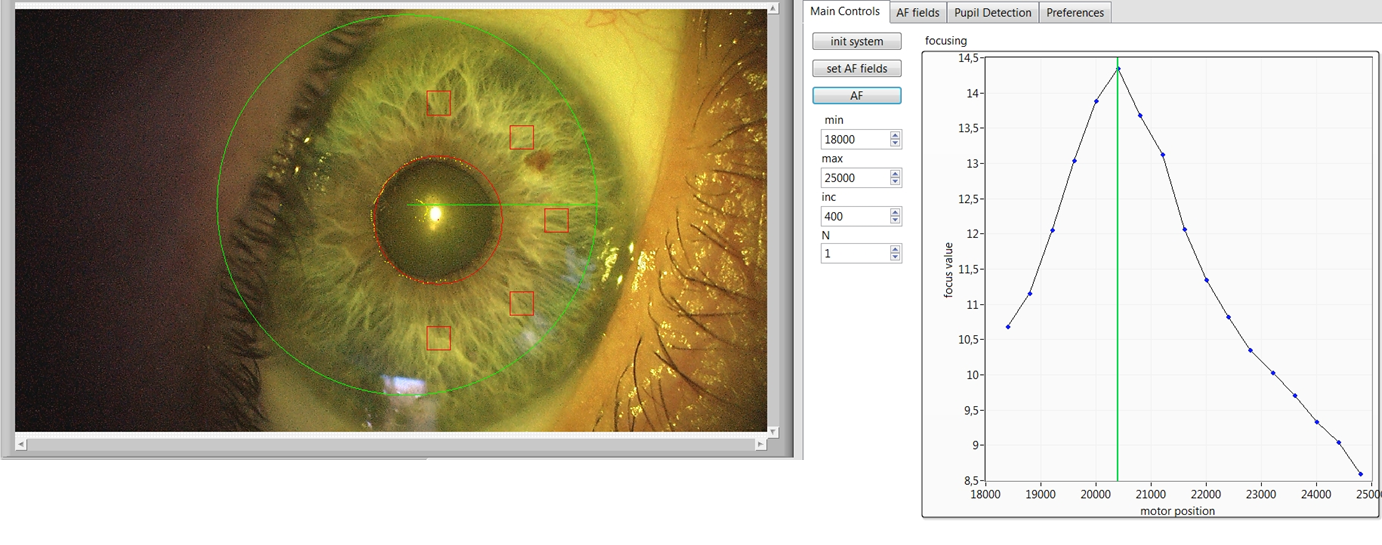 Main Controls
AF fields
Pupil Detection
Preferences
init system
set AF fields
AF
min
18000
max
25000
inc
400
N
1
focusing
14,5
14
13,5
13
12,5
12
11,5
11
10,5
10
9,5
9
8,5
focus value
18000 19000 20000 21000 22000 23000 24000 25000
motor position